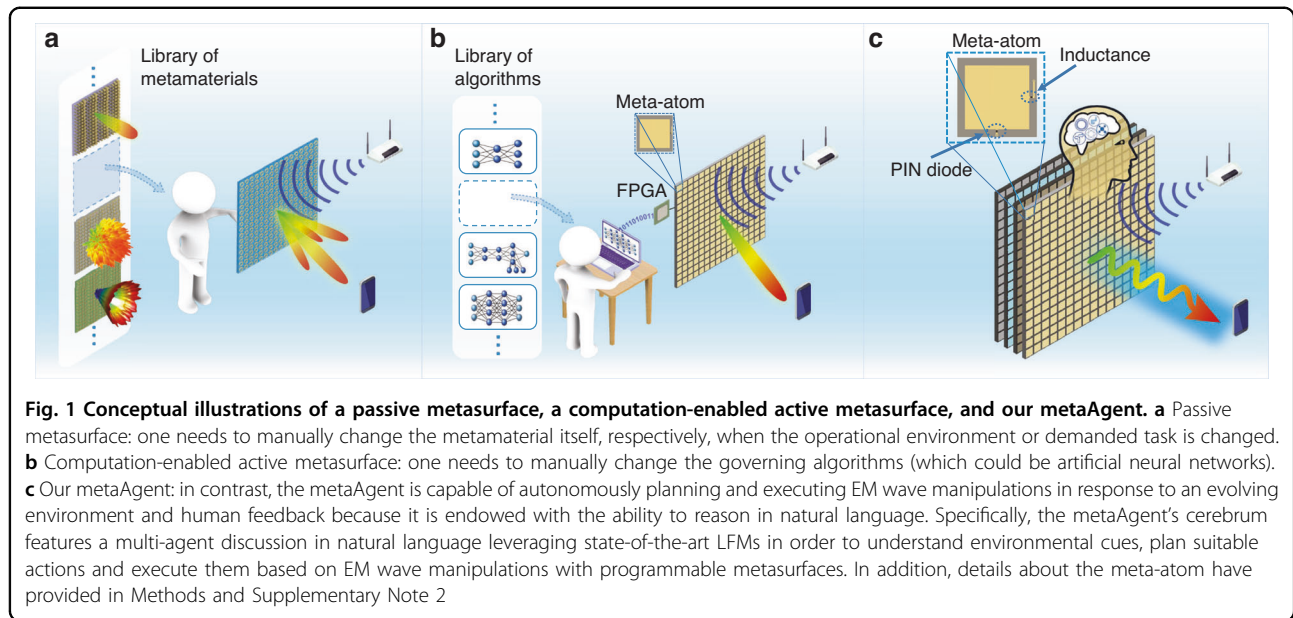 a
Library of
metamaterials
b
Library of
algorithms
Meta-atom
FPGA
011010011
c
Meta-atom
Inductance
PIN diode
Fig. 1 Conceptual illustrations of a passive metasurface, a computation-enabled active metasurface, and our metaAgent. a Passive
metasurface: one needs to manually change the metamaterial itself, respectively, when the operational environment or demanded task is changed.
b Computation-enabled active metasurface: one needs to manually change the governing algorithms (which could be artificial neural networks).
c Our metaAgent: in contrast, the metaAgent is capable of autonomously planning and executing EM wave manipulations in response to an evolving
environment and human feedback because it is endowed with the ability to reason in natural language. Specifically, the metaAgent's cerebrum
features a multi-agent discussion in natural language leveraging state-of-the-art LFMs in order to understand environmental cues, plan suitable
actions and execute them based on EM wave manipulations with programmable metasurfaces. In addition, details about the meta-atom have
provided in Methods and Supplementary Note 2